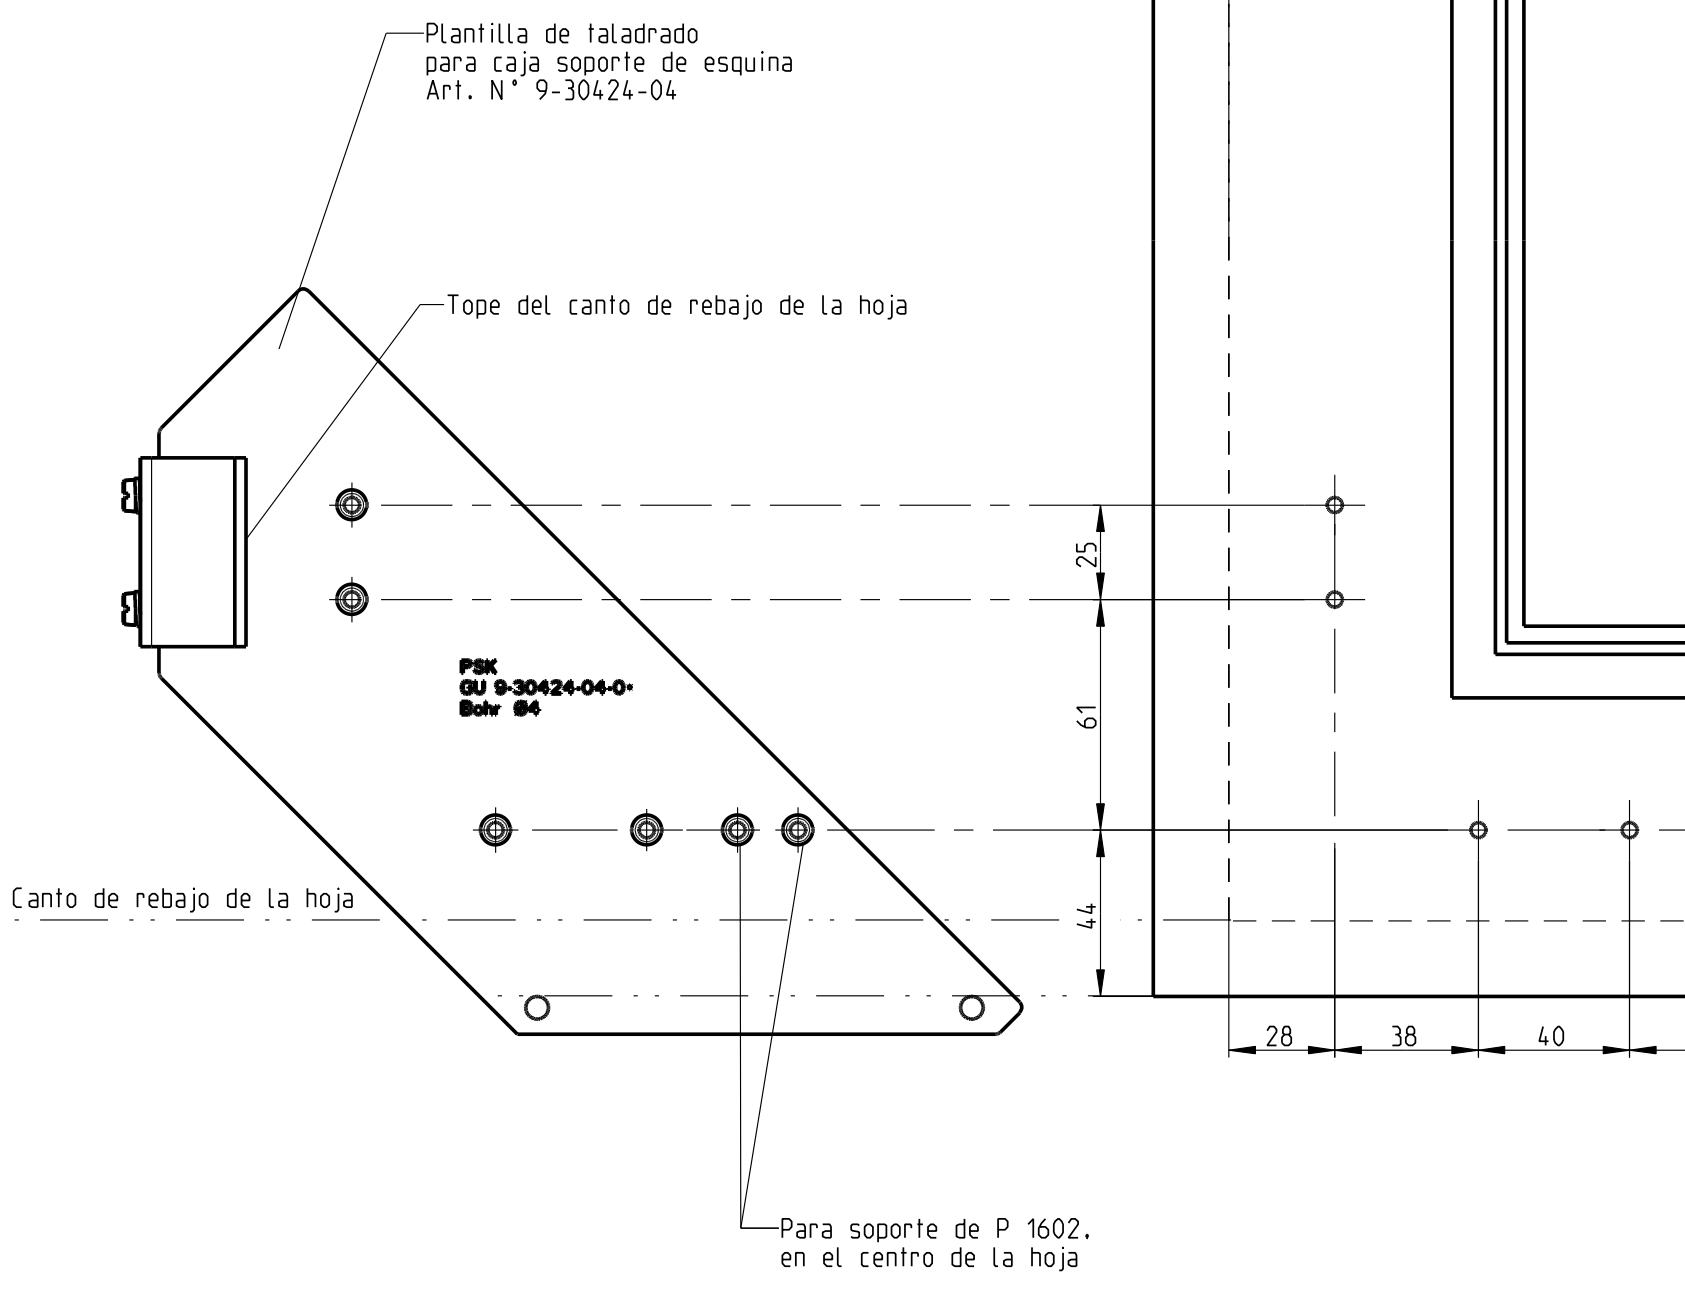 Plantilla de taladrado
para caja soporte de esquina
Art. N° 9-30424-04
Tope del canto de rebajo de la hoja
25
PSK
GU 9-30424-04-0*
Bohr Ø4
61
Canto de rebajo de la hoja
44
28
38
40
Para soporte de P 1602.
en el centro de la hoja